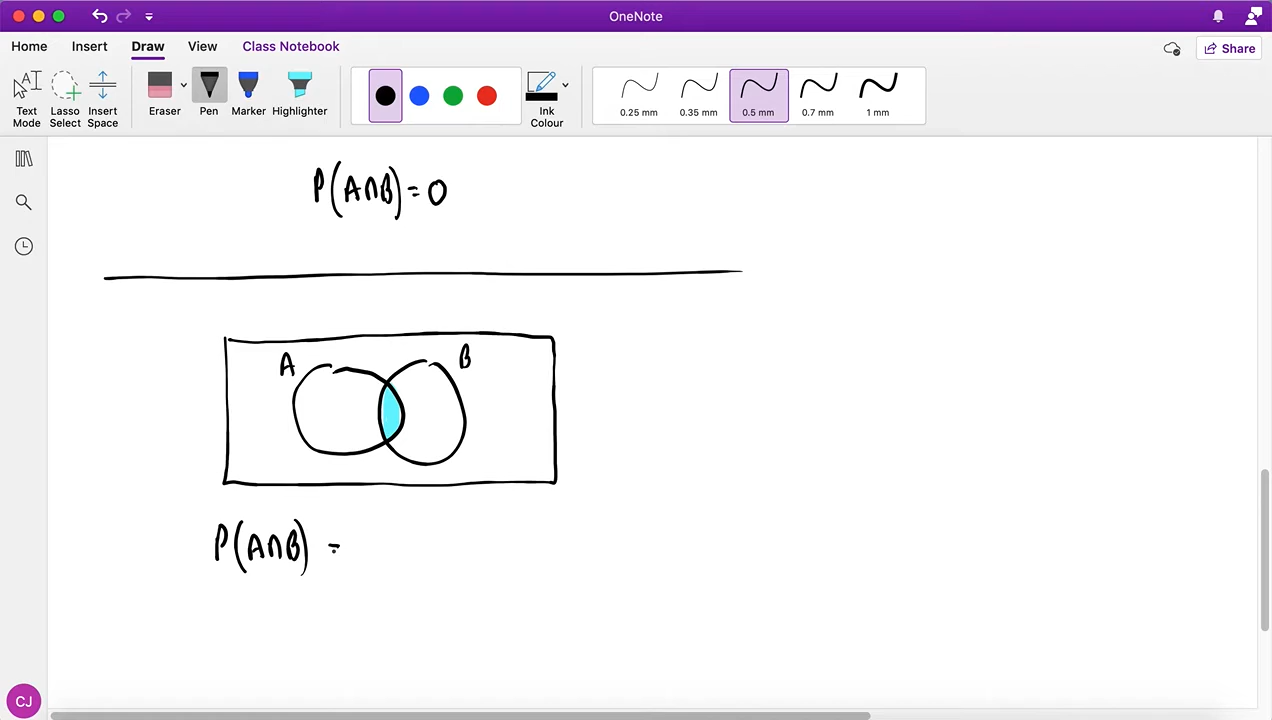 OneNote
Home Insert Draw View Class Notebook
Share
Text Mode
Lasso Select
Insert Space
Eraser
Pen
Marker
Highlighter
Ink Colour
0.25 mm
0.35 mm
0.5 mm
0.7 mm
1 mm
P(A∩B)=0
A B
P(A∩B) =
CJ